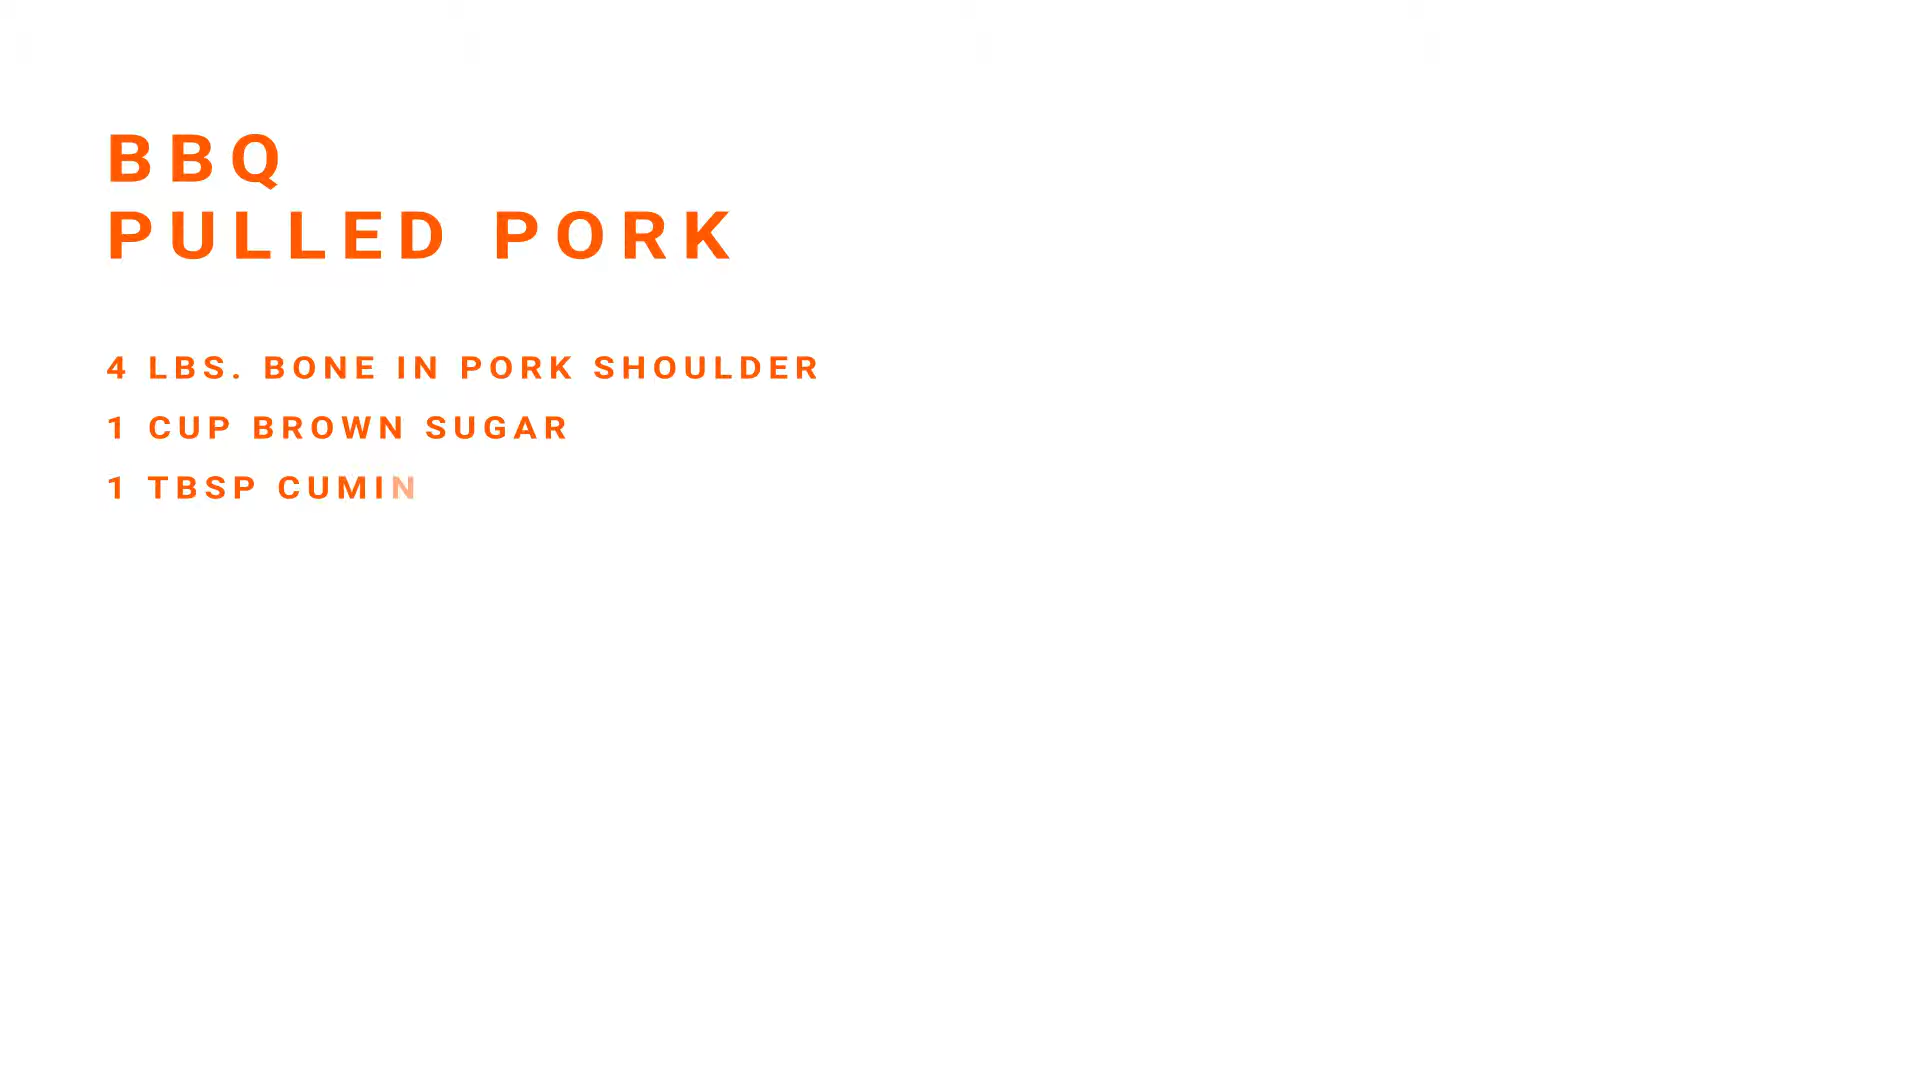 BBQ
PULLED PORK
4 LBS. BONE IN PORK SHOULDER
1 CUP BROWN SUGAR
1 TBSP CUMIN